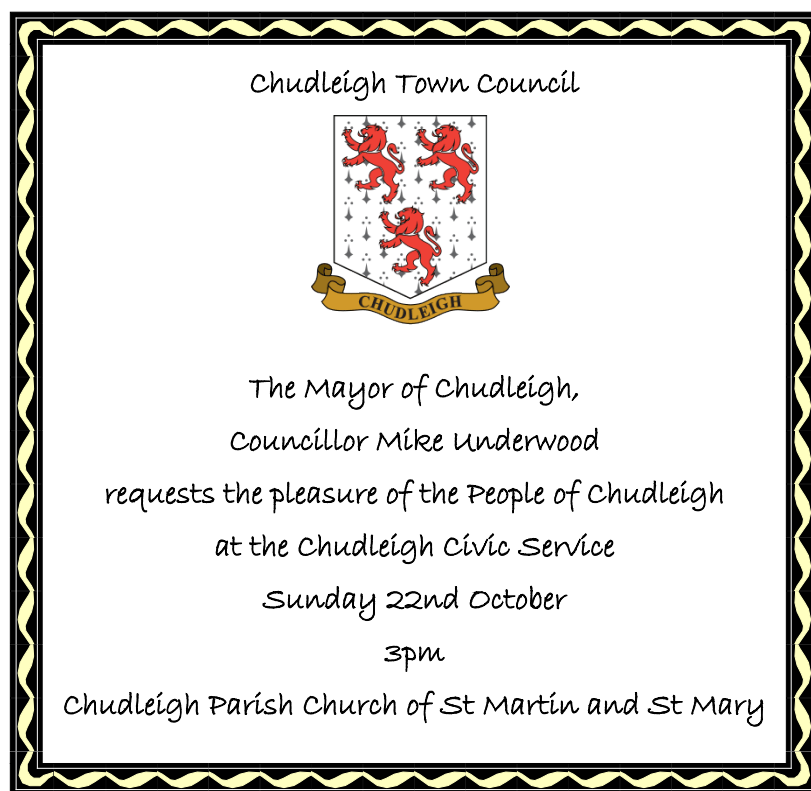 Chudleigh Town Council
CHUDLEIGH
The Mayor of Chudleigh,
Councillor Mike Underwood
requests the pleasure of the People of Chudleigh
at the Chudleigh Civic Service
Sunday 22nd October
3pm
Chudleigh Parish Church of St Martin and St Mary